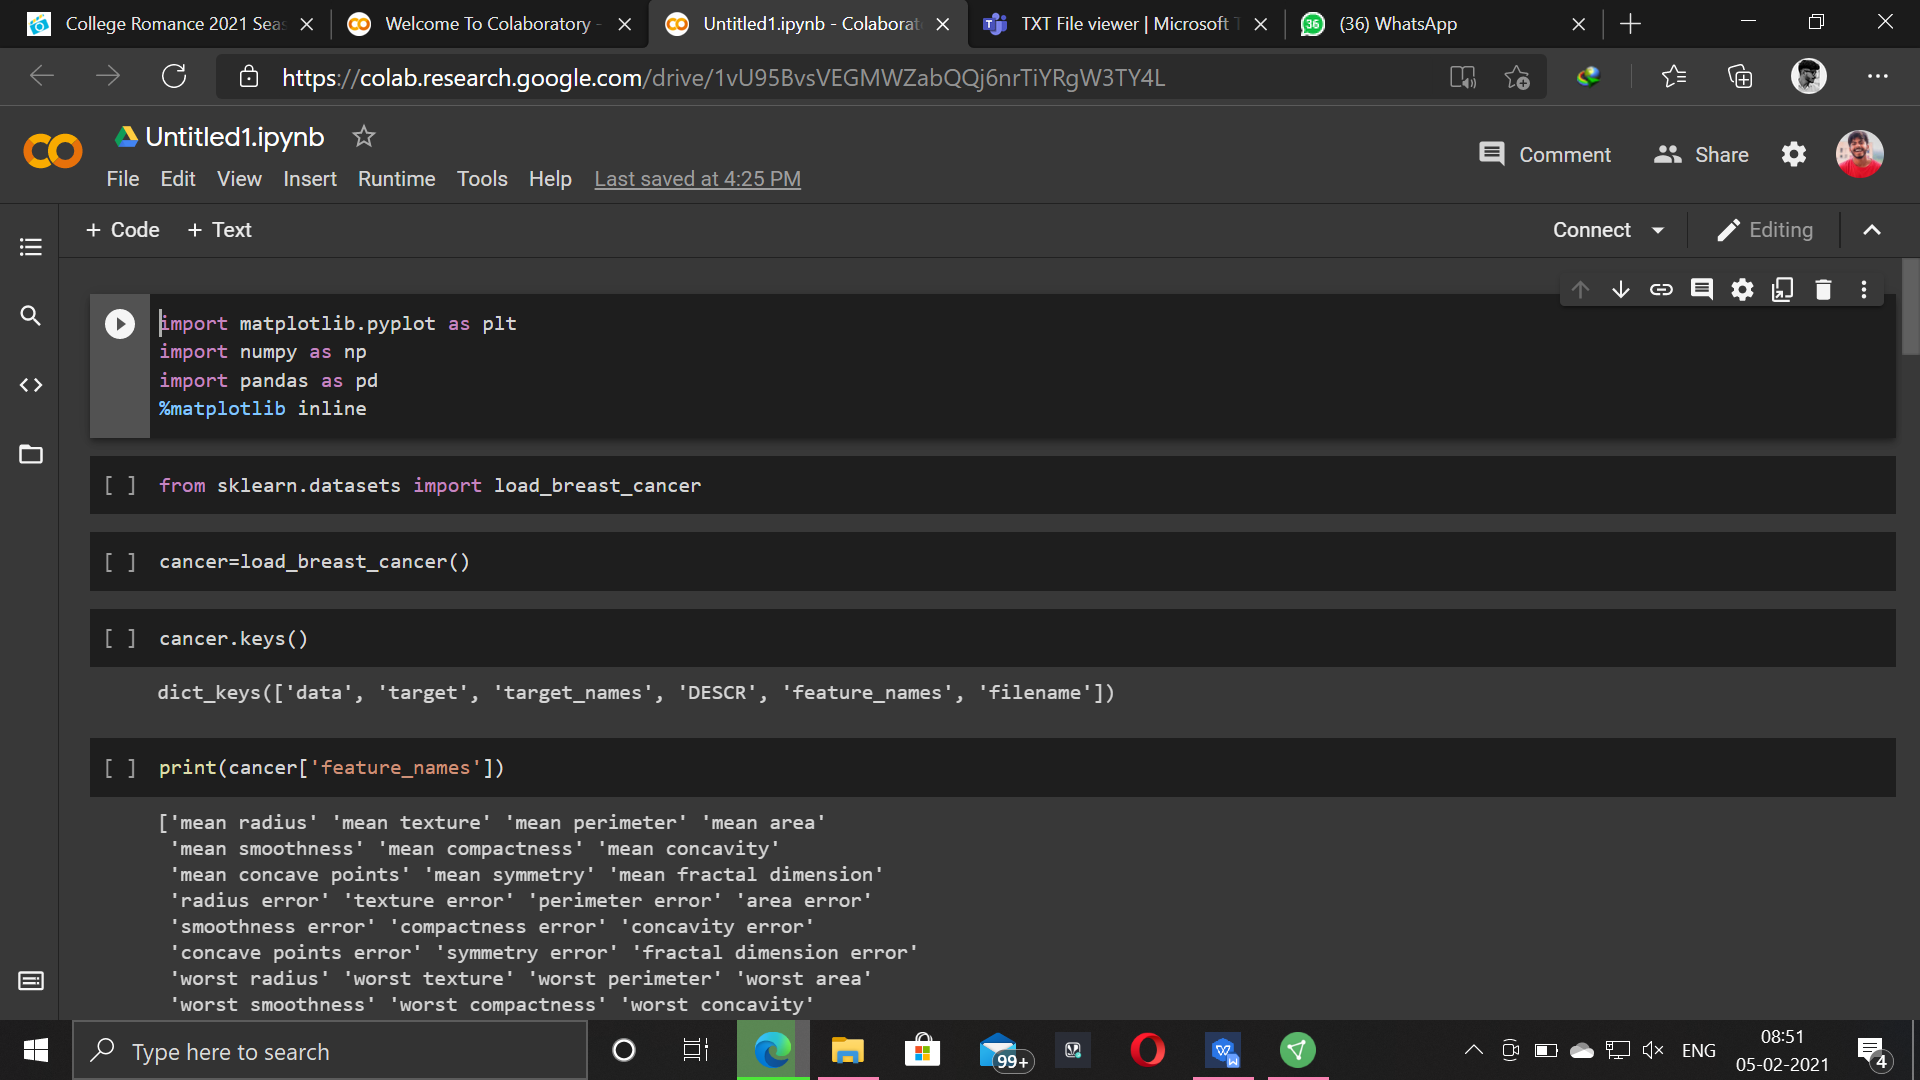 College Romance 2021 Seas
Welcome To Colaboratory -
Untitled1.ipynb - Colaborat
TXT File viewer | Microsoft T
(36) WhatsApp
https://colab.research.google.com/drive/1vU95BvsVEGMWZabQQj6nrTiYRgW3TY4L
Untitled1.ipynb
Comment
Share
File Edit View Insert Runtime Tools Help Last saved at 4:25 PM
+ Code + Text
Connect
Editing
import matplotlib.pyplot as plt
import numpy as np
import pandas as pd
%matplotlib inline
[ ] from sklearn.datasets import load_breast_cancer
[ ] cancer=load_breast_cancer()
[ ] cancer.keys()
dict_keys(['data', 'target', 'target_names', 'DESCR', 'feature_names', 'filename'])
[ ] print(cancer['feature_names'])
['mean radius' 'mean texture' 'mean perimeter' 'mean area'
'mean smoothness' 'mean compactness' 'mean concavity'
'mean concave points' 'mean symmetry' 'mean fractal dimension'
'radius error' 'texture error' 'perimeter error' 'area error'
'smoothness error' 'compactness error' 'concavity error'
'concave points error' 'symmetry error' 'fractal dimension error'
'worst radius' 'worst texture' 'worst perimeter' 'worst area'
'worst smoothness' 'worst compactness' 'worst concavity'
Type here to search
99+
ENG
08:51
05-02-2021
4